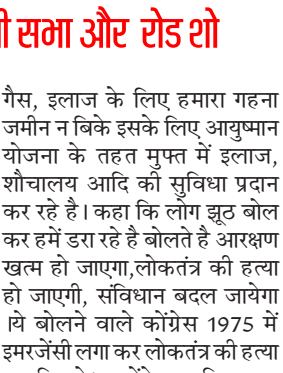 सभा और रोड शो
गैस, इलाज के लिए हमारा गहना
जमीन न बिके इसके लिए आयुष्मान
योजना के तहत मुफ्त में इलाज,
शौचालय आदि की सुविधा प्रदान
कर रहे है। कहा कि लोग झूठ बोल
कर हमें डरा रहे है बोलते है आरक्षण
खत्म हो जाएगा,लोकतंत्र की हत्या
हो जाएगी, संविधान बदल जायेगा
।ये बोलने वाले कोंग्रेस 1975 में
इमरजेंसी लगा कर लोकतंत्र की हत्या